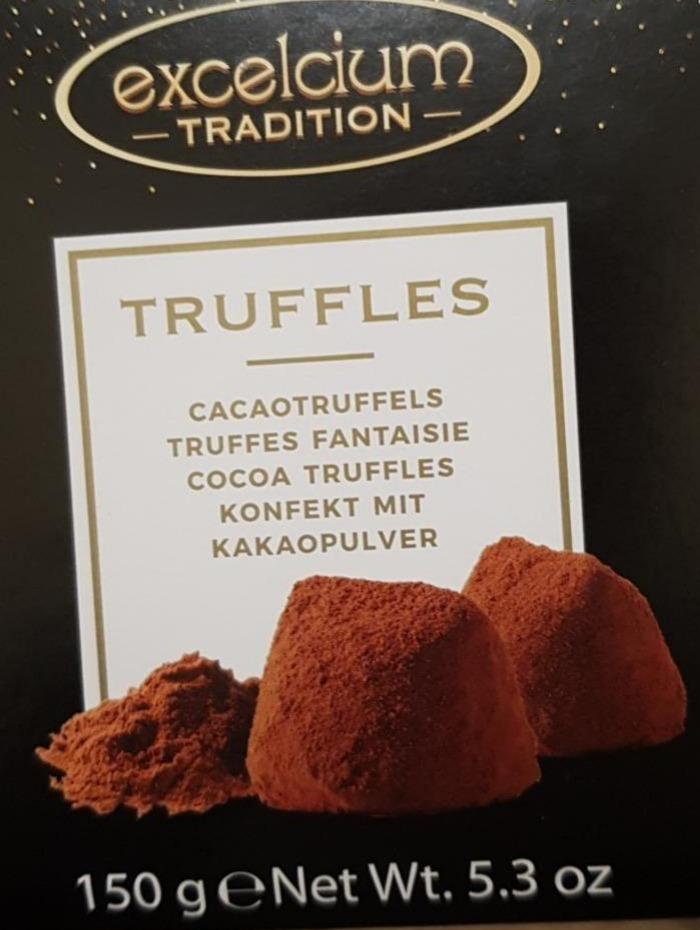 excelcium
— TRADITION —
TRUFFLES
CACAOTRUFFELS
TRUFFES FANTAISIE
COCOA TRUFFLES
KONFEKT MIT
KAKAOPULVER
150 g ℮ Net Wt. 5.3 oz